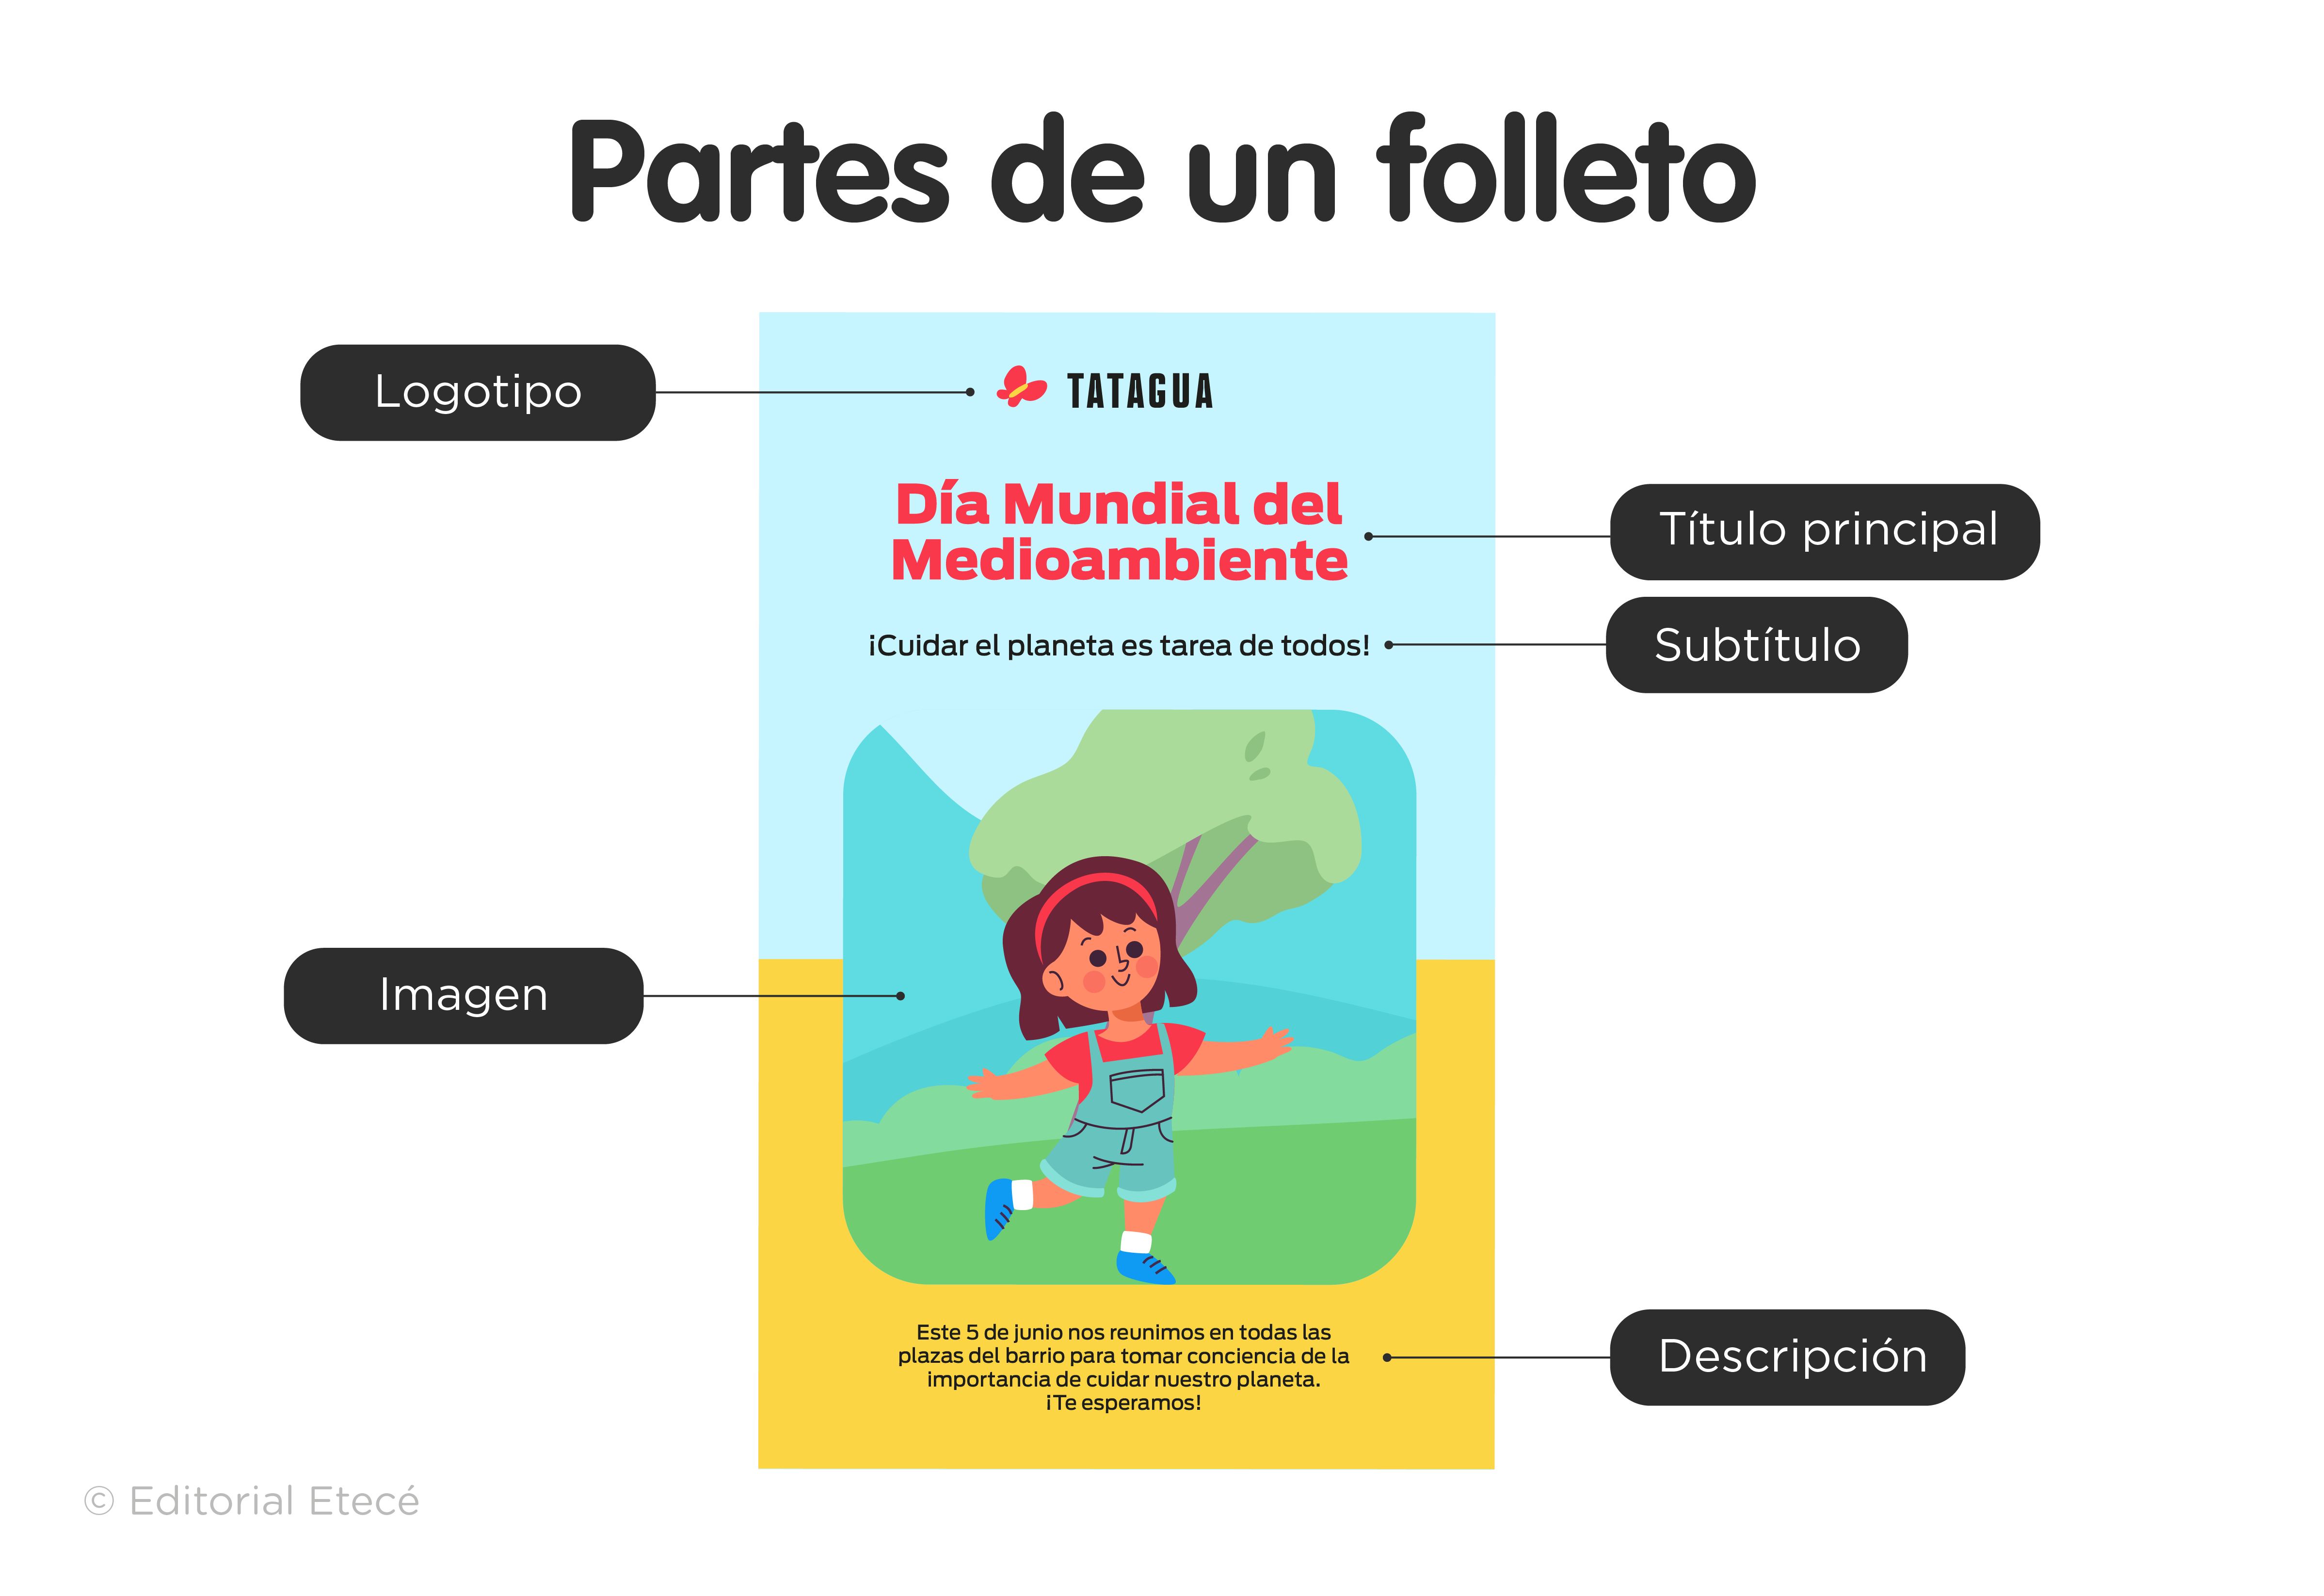 Partes de un folleto
Logotipo
TATAGUA
Día Mundial del
Medioambiente
Título principal
¡Cuidar el planeta es tarea de todos!
Subtítulo
Imagen
Este 5 de junio nos reunimos en todas las
plazas del barrio para tomar conciencia de la
importancia de cuidar nuestro planeta.
¡Te esperamos!
Descripción
© Editorial Etecé